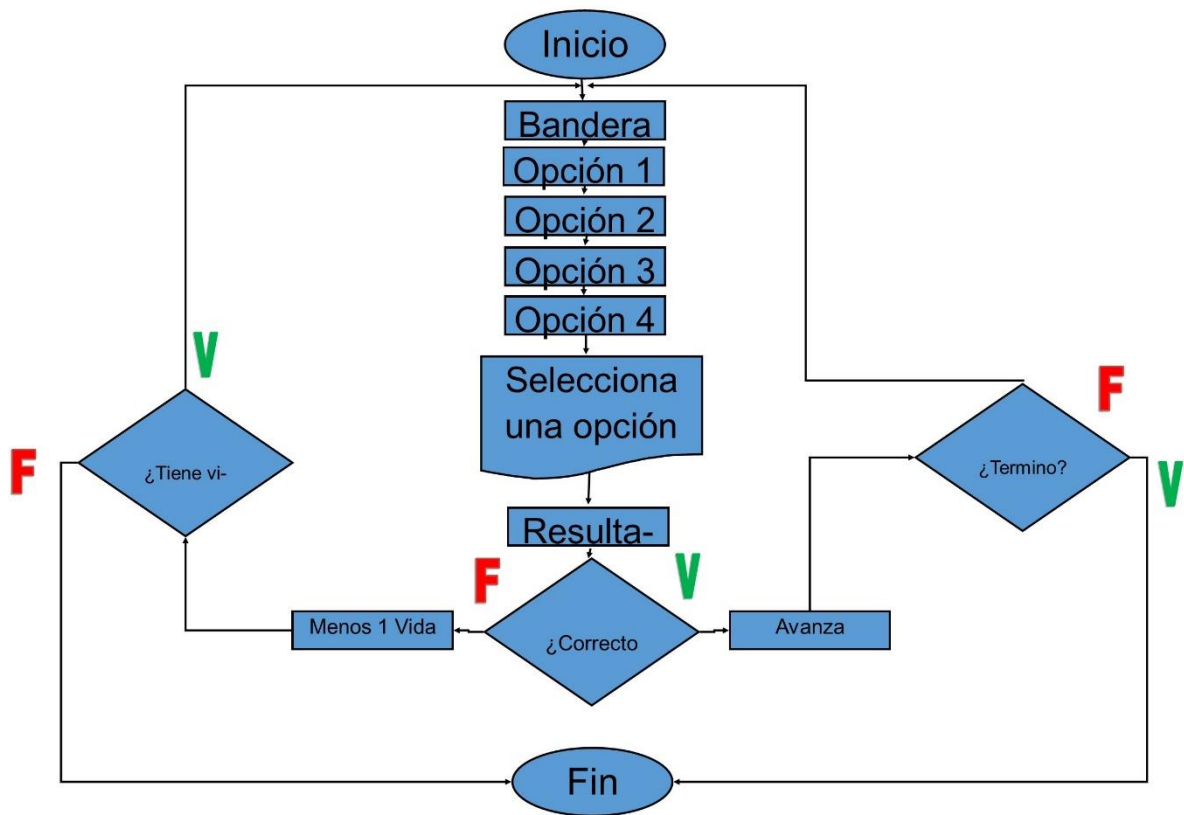 Inicio
Bandera
Opción 1
Opción 2
Opción 3
Opción 4
Selecciona
una opción
Resulta-
¿Correcto
F
V
Menos 1 Vida
Avanza
¿Tiene vi-
V
F
¿Termino?
F
V
Fin